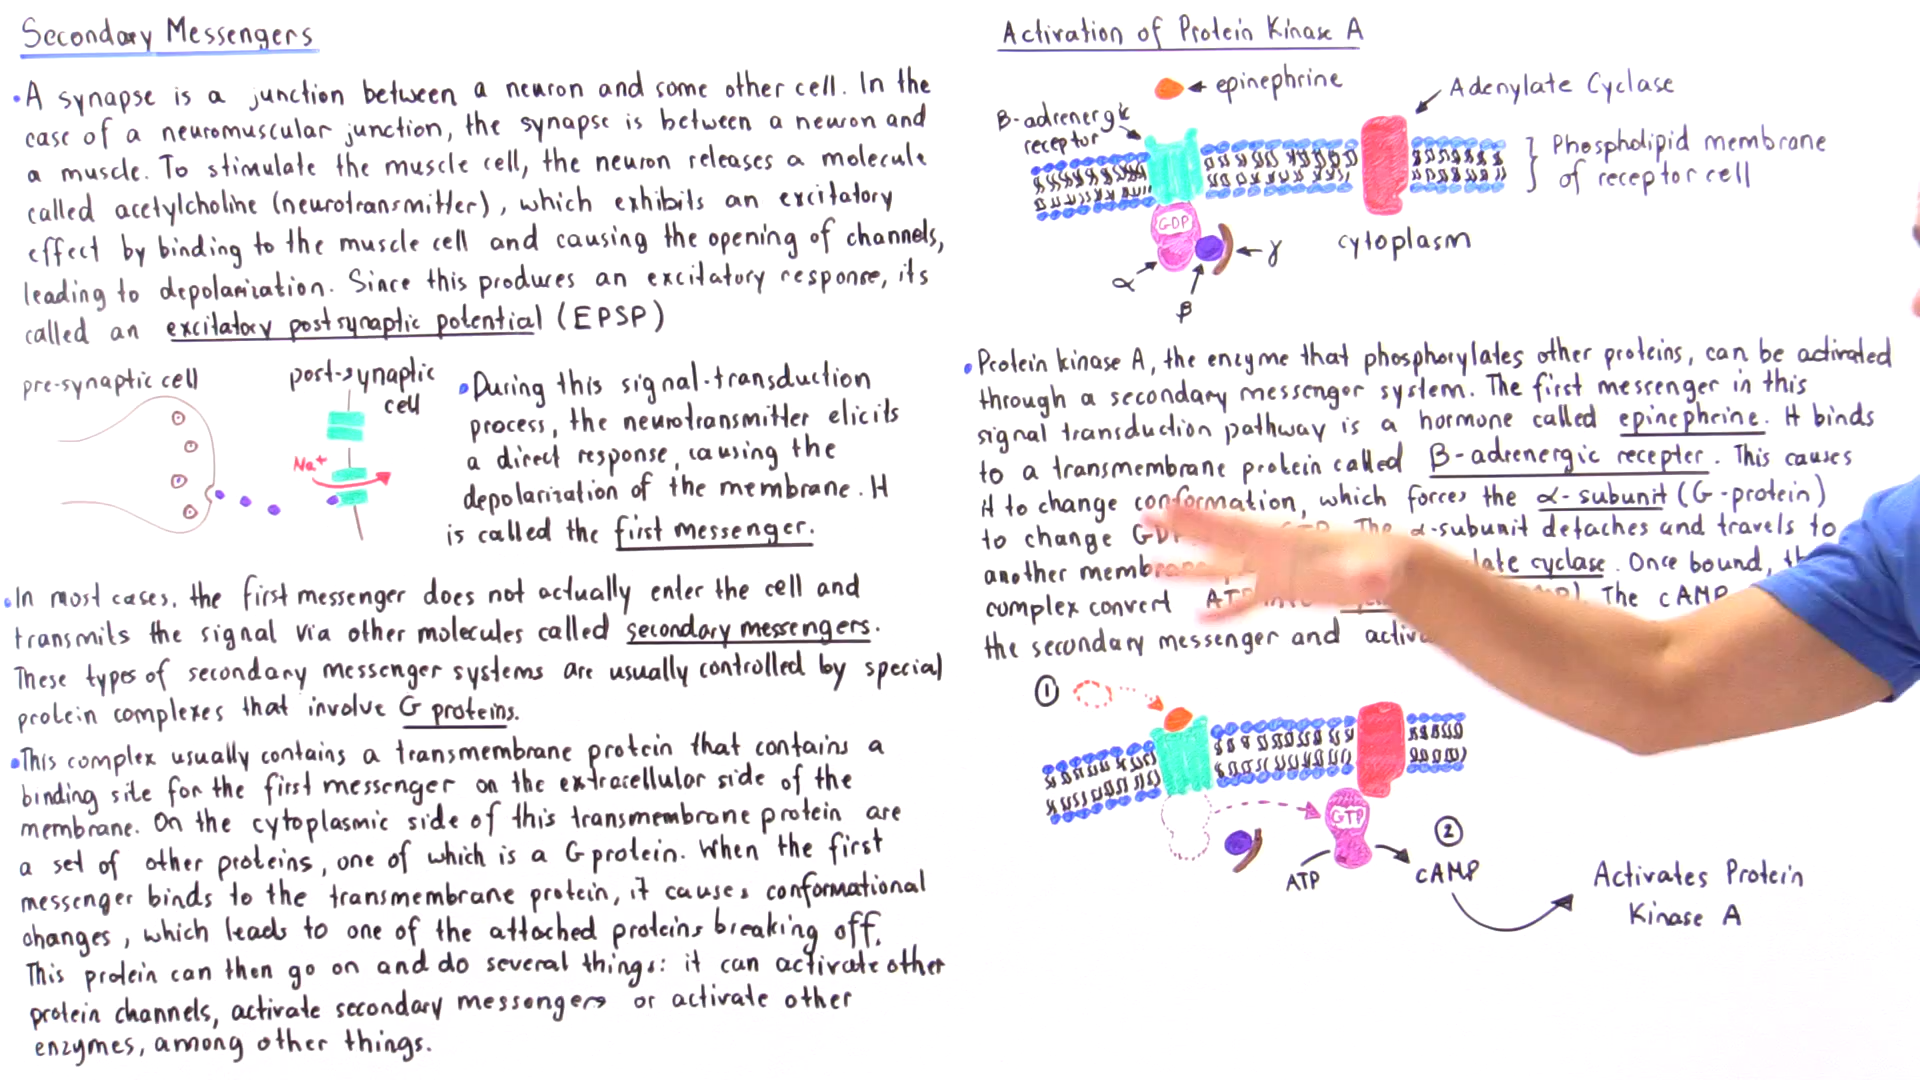 Secondary Messengers
• A synapse is a junction between a neuron and some other cell. In the
case of a neuromuscular junction, the synapse is between a neuron and
a muscle. To stimulate the muscle cell, the neuron releases a molecule
called acetylcholine (neurotransmitter), which exhibits an excitatory
effect by binding to the muscle cell and causing the opening of channels,
leading to depolarization. Since this produces an excitatory response, its
called an excitatory postsynaptic potential (EPSP)
pre-synaptic cell
post-synaptic
cell
Na+
• During this signal-transduction
process, the neurotransmitter elicits
a direct response, causing the
depolarization of the membrane. It
is called the first messenger.
• In most cases, the first messenger does not actually enter the cell and
transmits the signal via other molecules called secondary messengers.
These types of secondary messenger systems are usually controlled by special
protein complexes that involve G proteins.
• This complex usually contains a transmembrane protein that contains a
binding site for the first messenger on the extracellular side of the
membrane. On the cytoplasmic side of this transmembrane protein are
a set of other proteins, one of which is a G protein. When the first
messenger binds to the transmembrane protein, it causes conformational
changes, which leads to one of the attached proteins breaking off.
This protein can then go on and do several things: it can activate other
protein channels, activate secondary messengers or activate other
enzymes, among other things.
Activation of Protein Kinase A
epinephrine
Adenylate Cyclase
β-adrenergic
receptor
Phospholipid membrane
of receptor cell
GDP
γ
cytoplasm
α
β
• Protein kinase A, the enzyme that phosphorylates other proteins, can be activated
through a secondary messenger system. The first messenger in this
signal transduction pathway is a hormone called epinephrine. It binds
to a transmembrane protein called β-adrenergic recepter. This causes
it to change conformation, which forces the α-subunit (G-protein)
to change The α-subunit detaches and travels to
another cyclase. Once bound,
complex convert The cAMP
the secondary messenger and
①
GTP
②
ATP
cAMP
Activates Protein
Kinase A